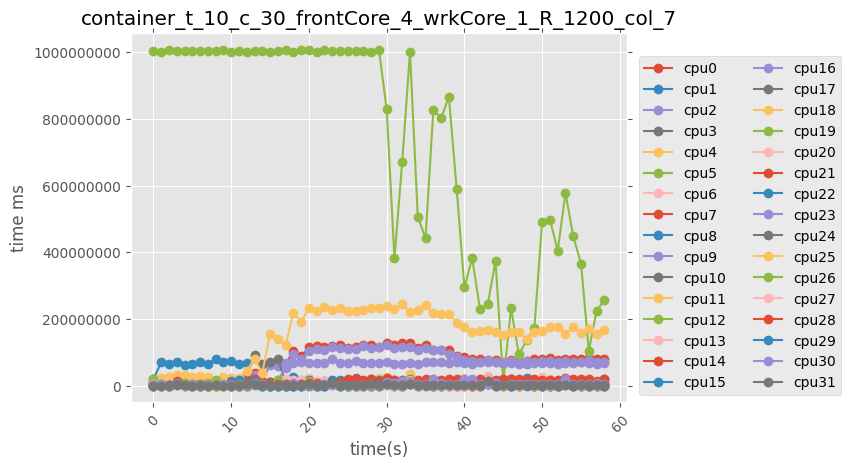 container_t_10_c_30_frontCore_4_wrkCore_1_R_1200_col_7
time ms
1000000000
800000000
600000000
400000000
200000000
0
0
10
20
30
40
50
60
time(s)
cpu0
cpu1
cpu2
cpu3
cpu4
cpu5
cpu6
cpu7
cpu8
cpu9
cpu10
cpu11
cpu12
cpu13
cpu14
cpu15
cpu16
cpu17
cpu18
cpu19
cpu20
cpu21
cpu22
cpu23
cpu24
cpu25
cpu26
cpu27
cpu28
cpu29
cpu30
cpu31